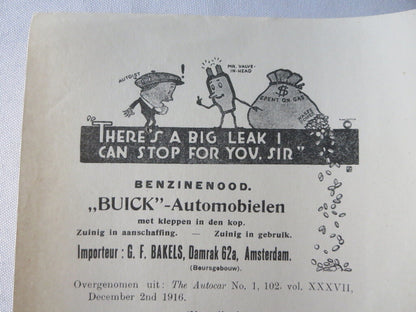 AUTOIST
MR. VALVE-
IN-HEAD
$
SPENT ON GAS
"THERE'S A BIG LEAK I
CAN STOP FOR YOU, SIR"
BENZINENOOD.
„BUICK"-Automobielen
met kleppen in den kop.
Zuinig in aanschaffing. — Zuinig in gebruik.
Importeur : G. F. BAKELS, Damrak 62a, Amsterdam.
(Beursgebouw).
Overgenomen uit: The Autocar No. 1, 102, vol. XXXVII,
December 2nd 1916.